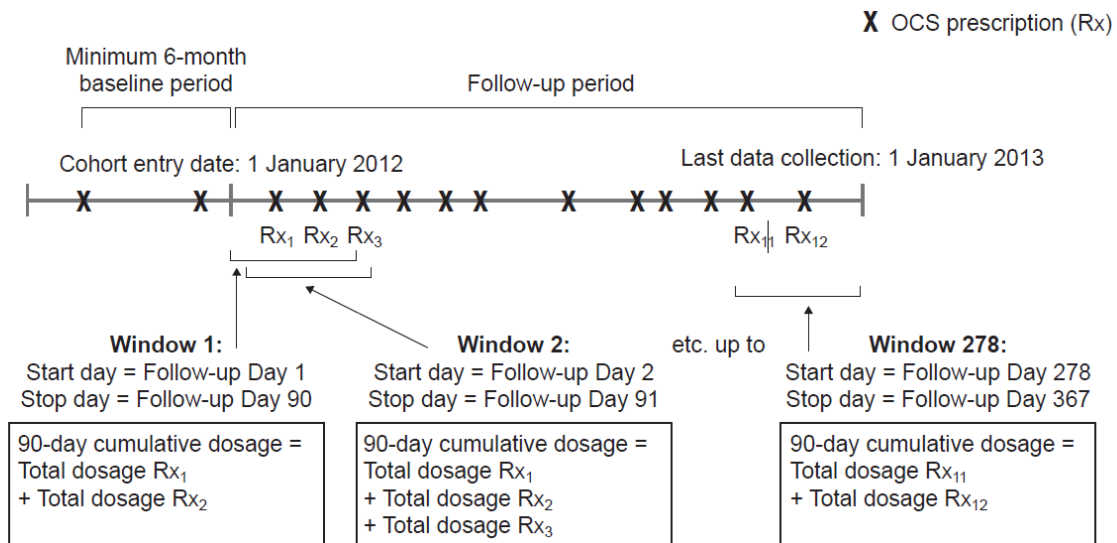 X OCS prescription (Rx)
Minimum 6-month
baseline period
Follow-up period
Cohort entry date: 1 January 2012
Last data collection: 1 January 2013
X X X X X X X X X X X X X X
Rx1 Rx2 Rx3 Rx11 Rx12
Window 1:
Start day = Follow-up Day 1
Stop day = Follow-up Day 90
90-day cumulative dosage =
Total dosage Rx1
+ Total dosage Rx2
Window 2:
Start day = Follow-up Day 2
Stop day = Follow-up Day 91
90-day cumulative dosage =
Total dosage Rx1
+ Total dosage Rx2
+ Total dosage Rx3
etc. up to
Window 278:
Start day = Follow-up Day 278
Stop day = Follow-up Day 367
90-day cumulative dosage =
Total dosage Rx11
+ Total dosage Rx12